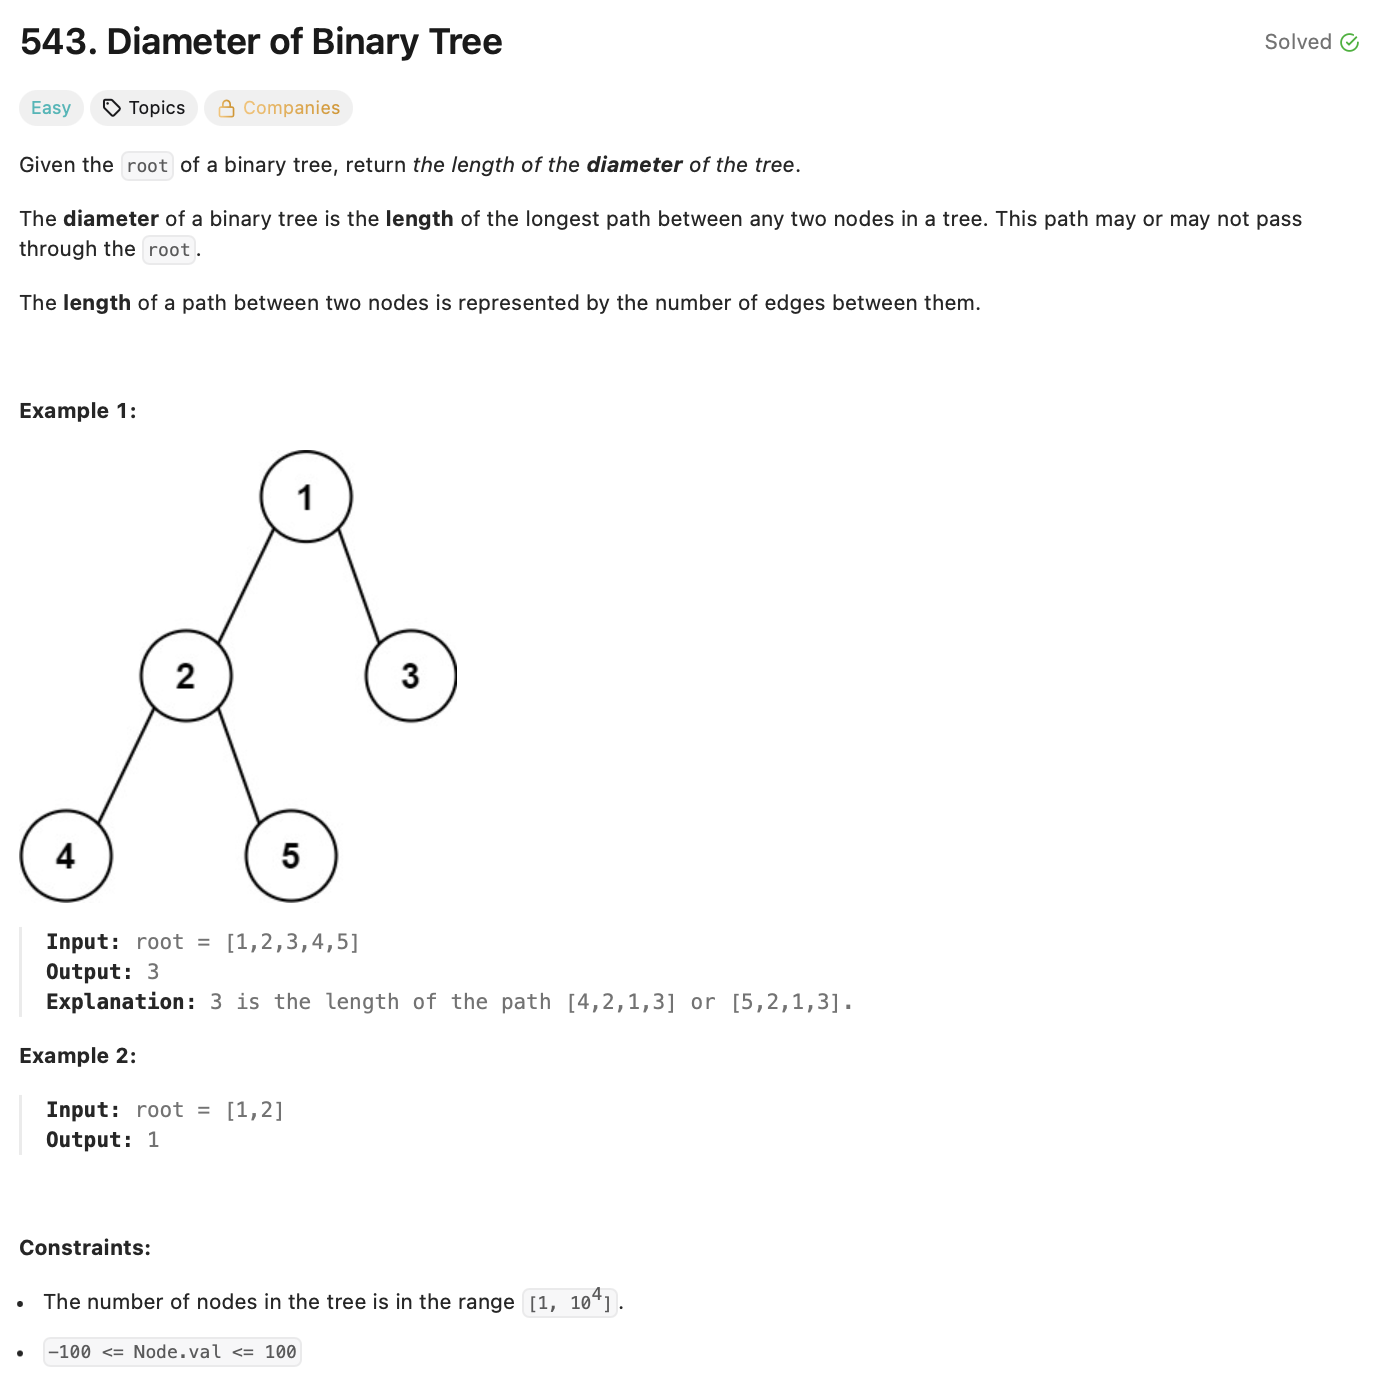 543. Diameter of Binary Tree
Solved
Easy Topics Companies
Given the root of a binary tree, return the length of the diameter of the tree.
The diameter of a binary tree is the length of the longest path between any two nodes in a tree. This path may or may not pass
through the root.
The length of a path between two nodes is represented by the number of edges between them.
Example 1:
1
2 3
4 5
Input: root = [1,2,3,4,5]
Output: 3
Explanation: 3 is the length of the path [4,2,1,3] or [5,2,1,3].
Example 2:
Input: root = [1,2]
Output: 1
Constraints:
• The number of nodes in the tree is in the range [1, 10⁴].
• -100 <= Node.val <= 100